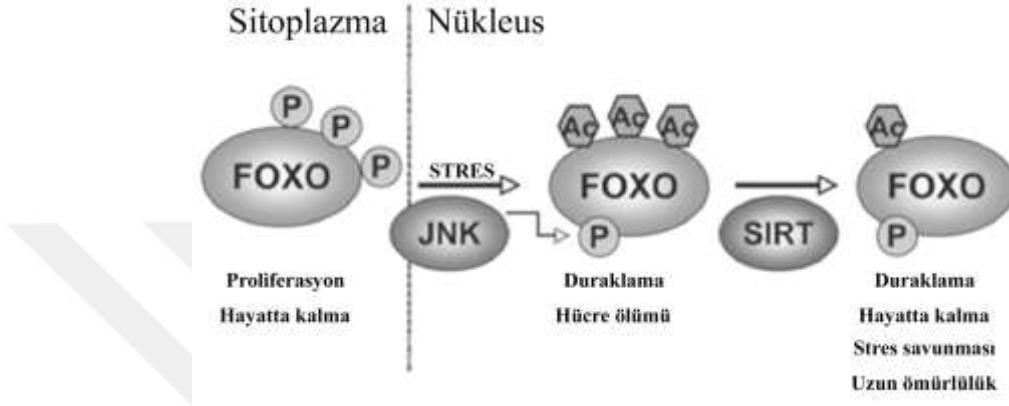 Sitoplazma Nükleus
P P P
FOXO
STRES
JNK
Ac Ac Ac
FOXO
P
SIRT
Ac
FOXO
P
Proliferasyon
Hayatta kalma
Duraklama
Hücre ölümü
Duraklama
Hayatta kalma
Stres savunması
Uzun ömürlülük